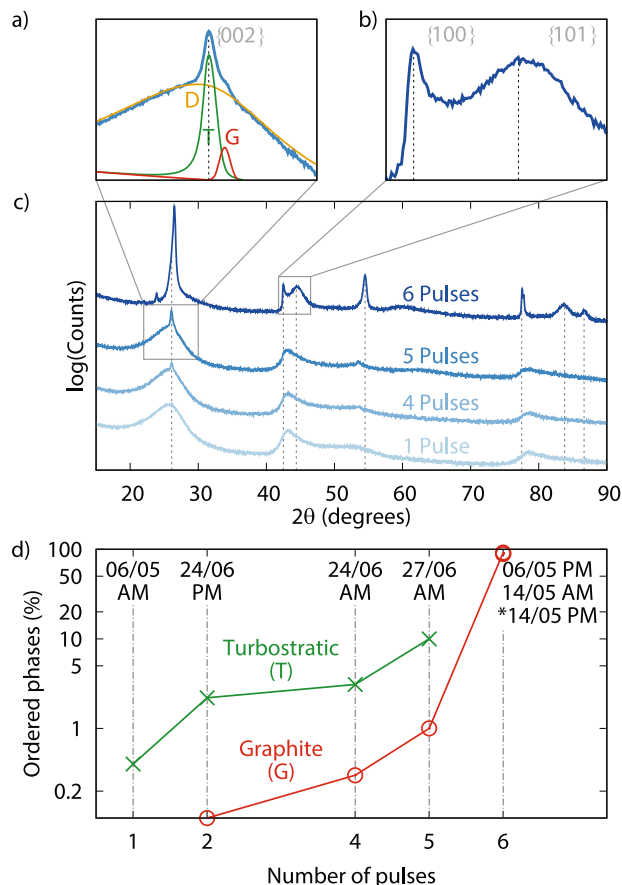 a)
{002}
D
T
G
b)
{100}
{101}
c)
log(Counts)
6 Pulses
5 Pulses
4 Pulses
1 Pulse
20 30 40 50 60 70 80 90
2θ (degrees)
d)
Ordered phases (%)
100
50
10
5
1
0.2
06/05
AM
24/06
PM
24/06
AM
27/06
AM
06/05 PM
14/05 AM
*14/05 PM
Turbostratic
(T)
Graphite
(G)
1 2 4 5 6
Number of pulses